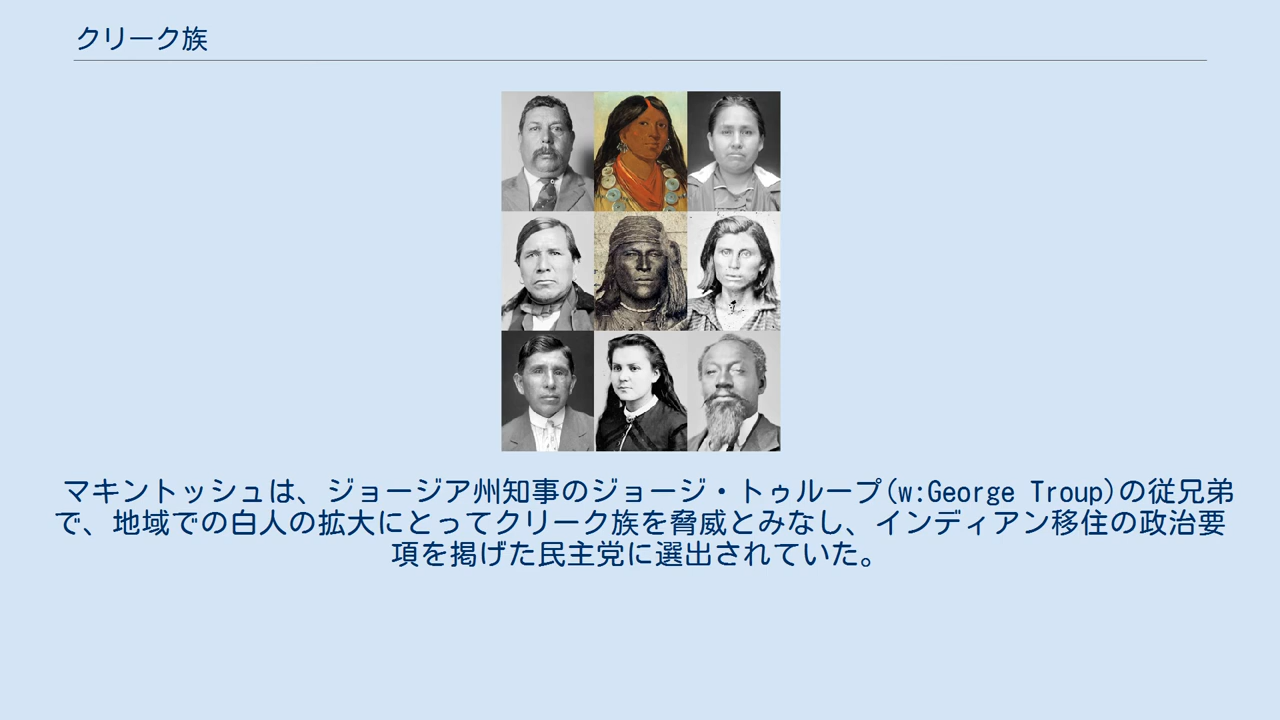 クリーク族
マキントッシュは、ジョージア州知事のジョージ・トゥループ(w:George Troup)の従兄弟
で、地域での白人の拡大にとってクリーク族を脅威とみなし、インディアン移住の政治要
項を掲げた民主党に選出されていた。